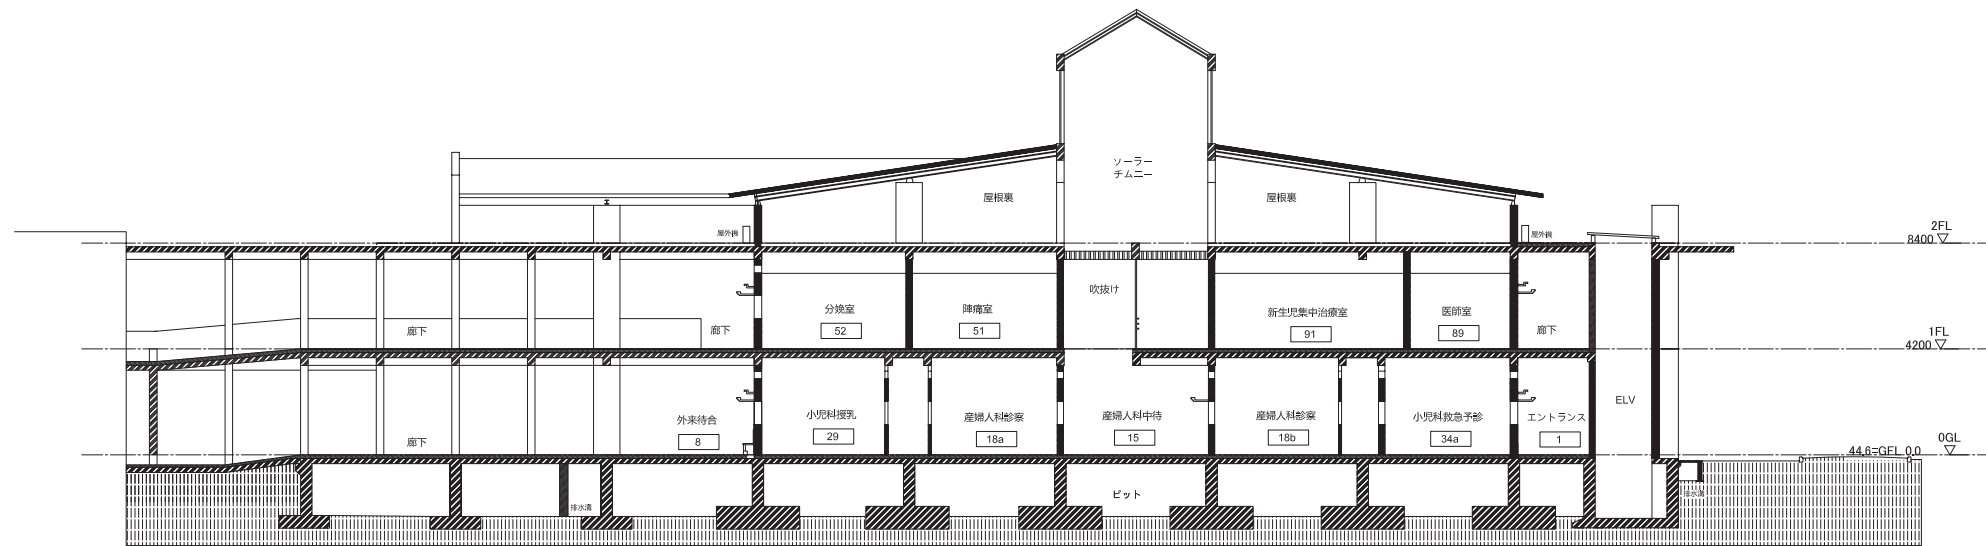 ソーラー
チムニー
屋根裏
屋根裏
屋外機
屋外機
2FL
8400
吹抜け
分娩室
52
陣痛室
51
新生児集中治療室
91
医師室
89
廊下
廊下
廊下
1FL
4200
ELV
外来待合
8
小児科授乳
29
産婦人科診察
18a
産婦人科中待
15
産婦人科診察
18b
小児科救急予診
34a
エントランス
1
廊下
0GL
44.6=GFL 0.0
ピット
排水溝
排水溝